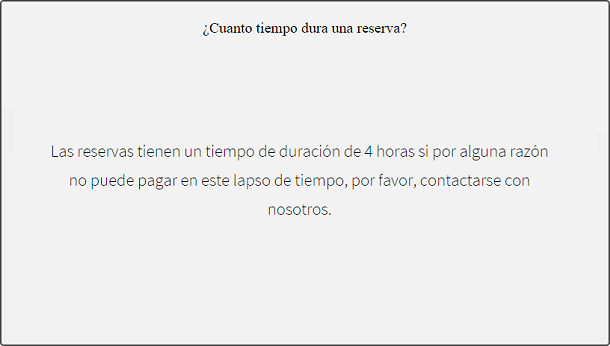 ¿Cuanto tiempo dura una reserva?
Las reservas tienen un tiempo de duración de 4 horas si por alguna razón
no puede pagar en este lapso de tiempo, por favor, contactarse con
nosotros.